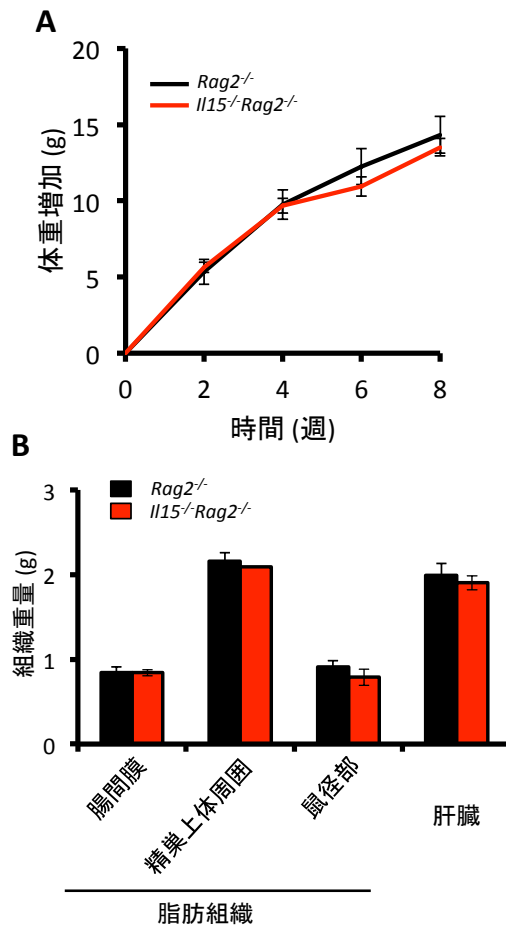 A
20
15
10
5
0
体重増加 (g)
Rag2-/-
Il15-/-Rag2-/-
0 2 4 6 8
時間 (週)
B
3
2
1
0
組織重量 (g)
Rag2-/-
Il15-/-Rag2-/-
腸間膜
精巣上体周囲
鼠径部
肝臓
脂肪組織